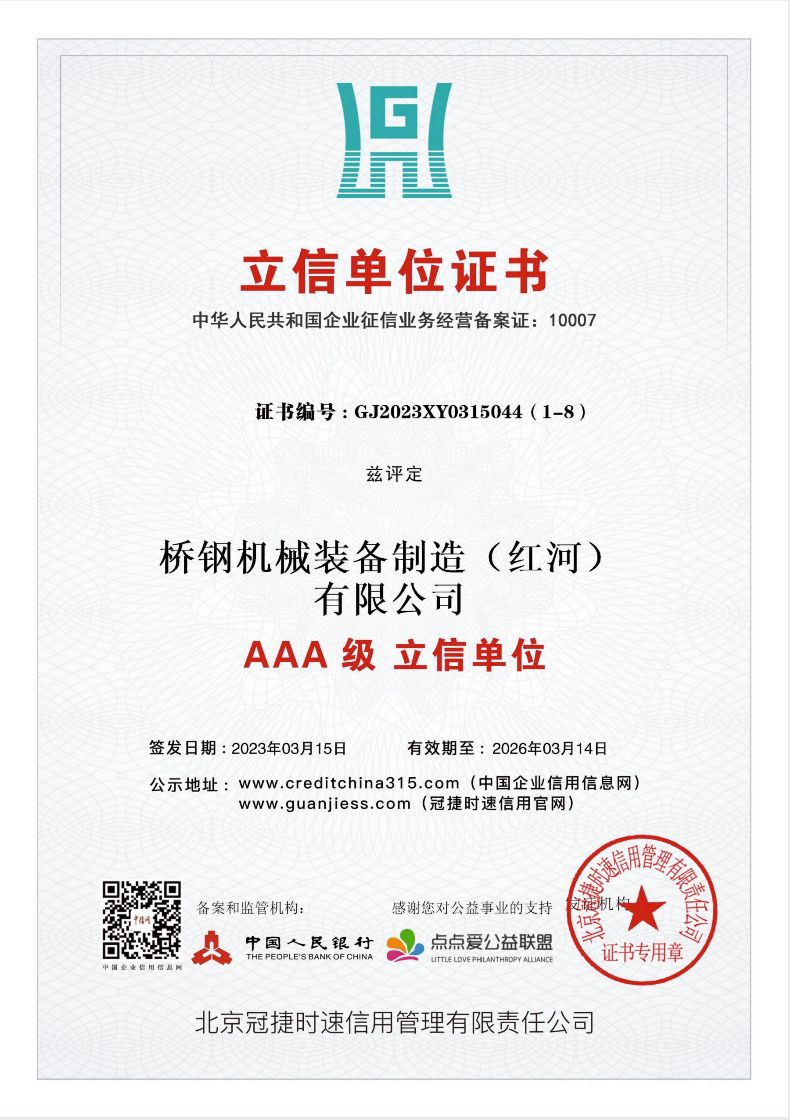 立信单位证书
中华人民共和国企业征信业务经营备案证：10007
证书编号：GJ2023XY0315044（1-8）
兹评定
桥钢机械装备制造（红河）
有限公司
AAA 级 立信单位
签发日期：2023年03月15日 有效期至：2026年03月14日
公示地址：www.creditchina315.com（中国企业信用信息网）
www.guanjiess.com（冠捷时速信用官网）
备案和监管机构： 感谢您对公益事业的支持 发证机构
中国人民银行
THE PEOPLE'S BANK OF CHINA
点点爱公益联盟
LITTLE LOVE PHILANTHROPY ALLIANCE
中国企业信用信息网
北京冠捷时速信用管理有限责任公司
证书专用章
北京冠捷时速信用管理有限责任公司